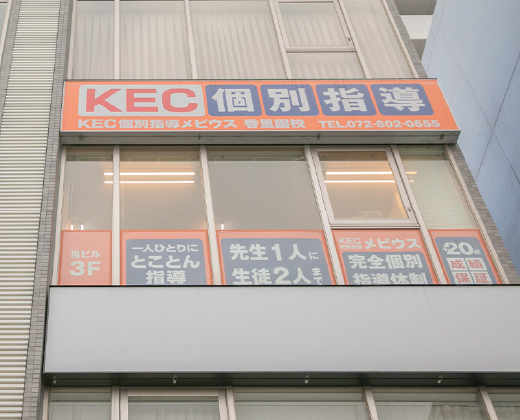 KEC個別指導
KEC個別指導メビウス 香里園校 TEL.072-802-0555
当ビル
3F
一人ひとりに
とことん
指導
先生1人に
生徒2人まで
KEC
個別指導
メビウス
完全個別
指導体制
+20点
成績
保証